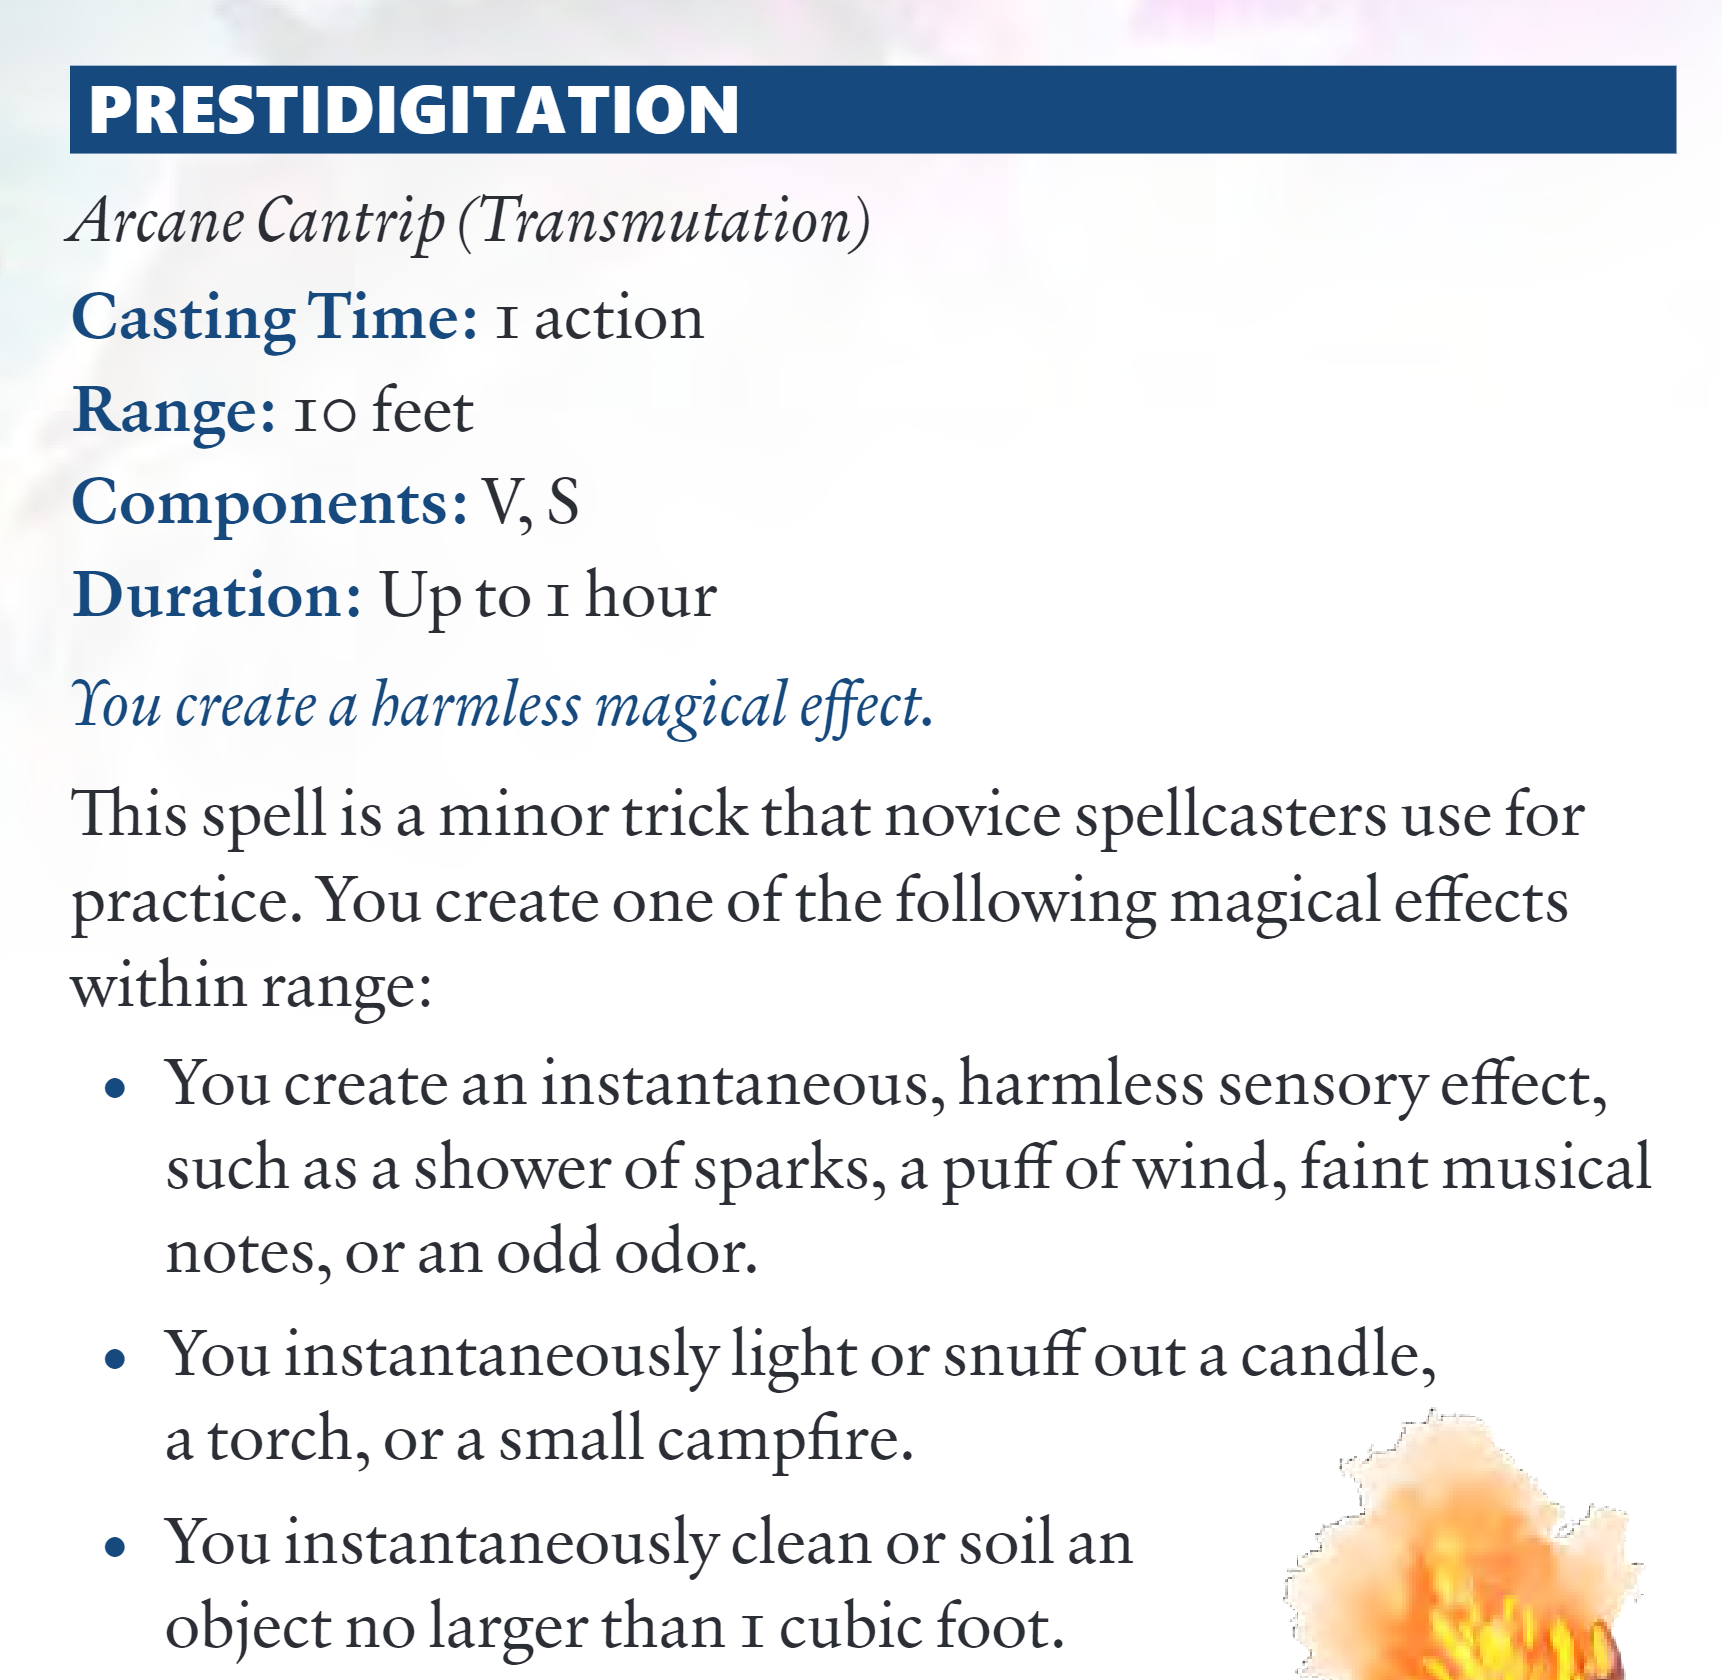 PRESTIDIGITATION
Arcane Cantrip (Transmutation)
Casting Time: 1 action
Range: 10 feet
Components: V, S
Duration: Up to 1 hour
You create a harmless magical effect.
This spell is a minor trick that novice spellcasters use for
practice. You create one of the following magical effects
within range:
• You create an instantaneous, harmless sensory effect,
such as a shower of sparks, a puff of wind, faint musical
notes, or an odd odor.
• You instantaneously light or snuff out a candle,
a torch, or a small campfire.
• You instantaneously clean or soil an
object no larger than 1 cubic foot.